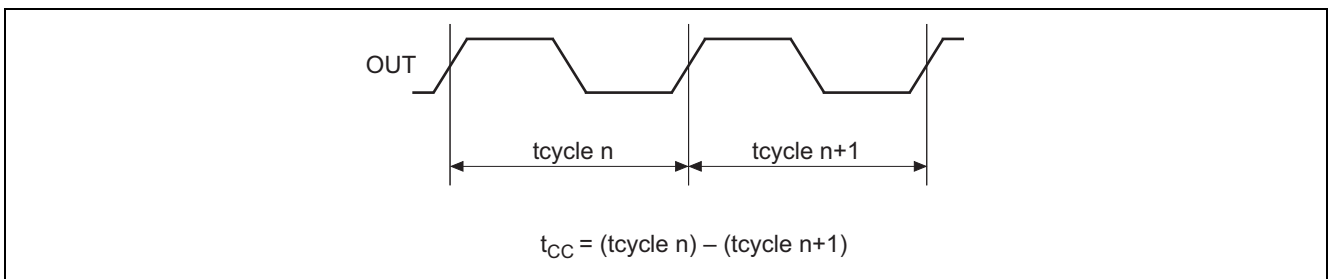 OUT
tcycle n
tcycle n+1
tCC = (tcycle n) – (tcycle n+1)